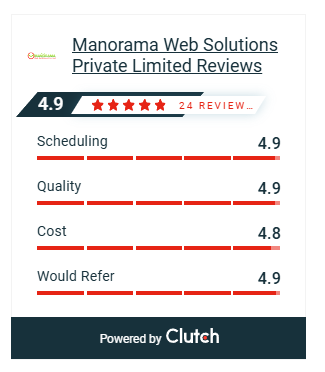 Manorama Web Solutions
Private Limited Reviews
4.9 24 REVIEW...
Scheduling 4.9
Quality 4.9
Cost 4.8
Would Refer 4.9
Powered by Clutch